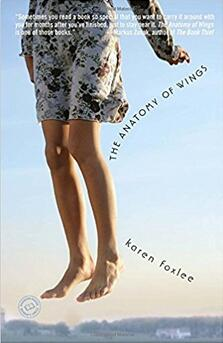 "Sometimes you read a book so special that you want to carry it around with
you for months after you've finished, just to stay near it. The Anatomy of Wings
is one of those books." —Markus Zusak, author of The Book Thief
THE ANATOMY OF WINGS
karen foxlee